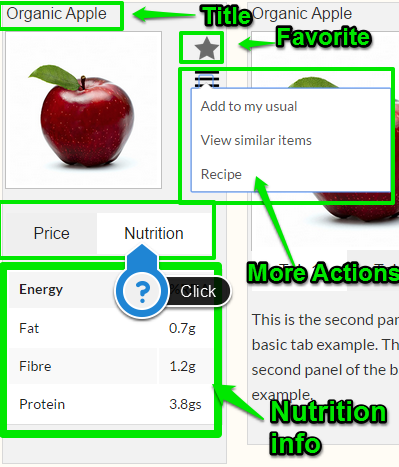 Organic Apple
Title
Organic Apple
Favorite
Add to my usual
View similar items
Recipe
More Actions
Price
Nutrition
?
Click
Energy
Fat
0.7g
Fibre
1.2g
Protein
3.8gs
This is the second pan
basic tab example. Th
second panel of the b
example.
Nutrition
info